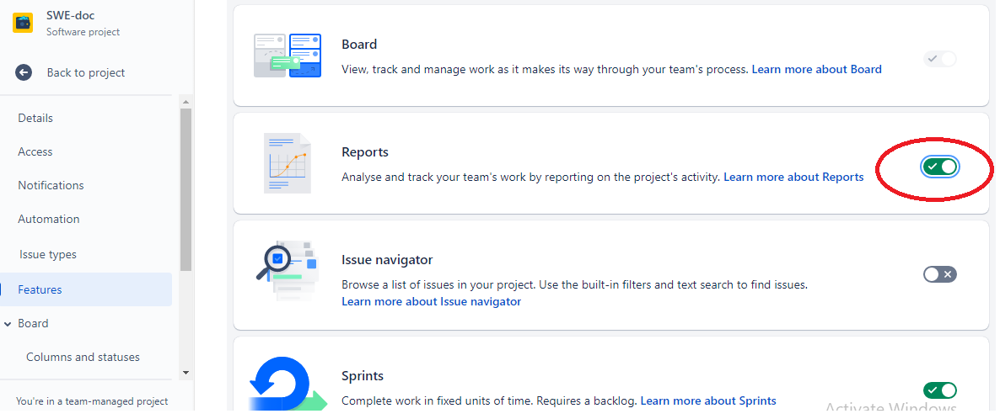 SWE-doc
Software project
Back to project
Details
Access
Notifications
Automation
Issue types
Features
Board
Columns and statuses
You're in a team-managed project
Board
View, track and manage work as it makes its way through your team's process. Learn more about Board
Reports
Analyse and track your team's work by reporting on the project's activity. Learn more about Reports
Issue navigator
Browse a list of issues in your project. Use the built-in filters and text search to find issues.
Learn more about Issue navigator
Sprints
Complete work in fixed units of time. Requires a backlog. Learn more about Sprints
Activate Windows